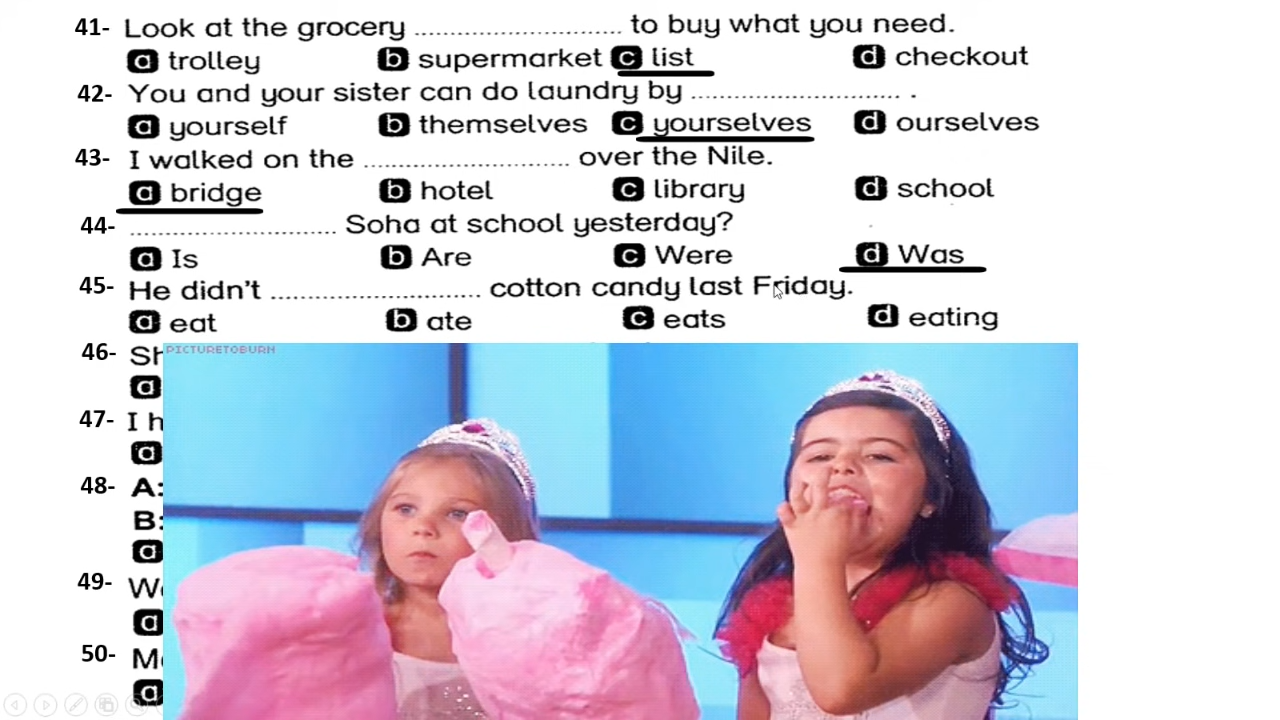 41- Look at the grocery .............................. to buy what you need.
a trolley b supermarket c list d checkout
42- You and your sister can do laundry by .............................. .
a yourself b themselves c yourselves d ourselves
43- I walked on the .............................. over the Nile.
a bridge b hotel c library d school
44- .............................. Soha at school yesterday?
a Is b Are c Were d Was
45- He didn't .............................. cotton candy last Friday.
a eat b ate c eats d eating
46-
PICTURETOBURN
a
47- I
a
48- A:
B:
a
49-
a
50-
a